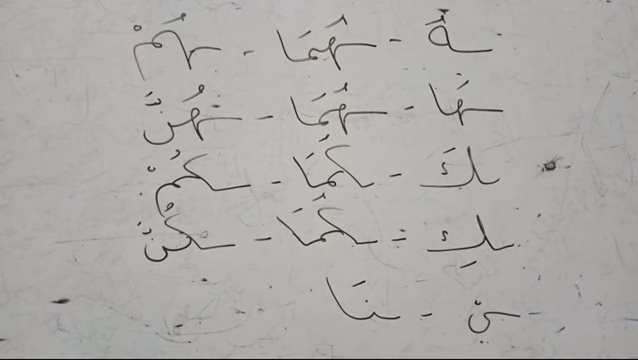 ـهُ - ـهُمَا - ـهُمْ
ـهَا - ـهُمَا - ـهُنَّ
ـكَ - ـكُمَا - ـكُمْ
ـكِ - ـكُمَا - ـكُنَّ
ـيْ - ـنَا